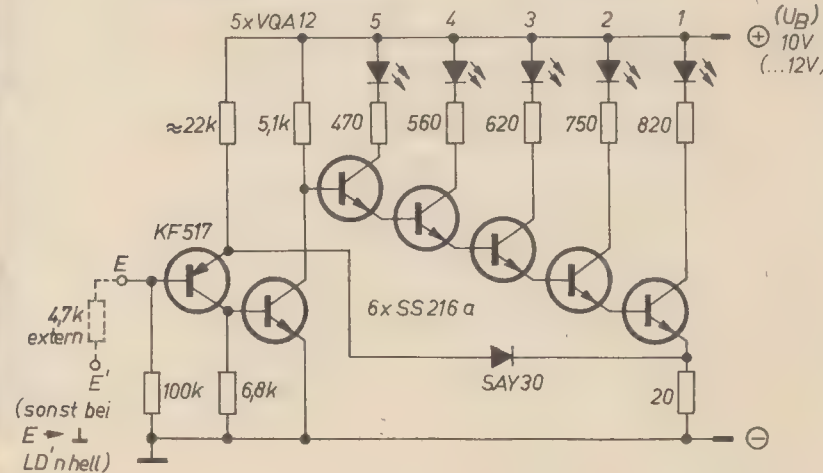 5xVQA12
5
4
3
2
1
(UB)
10V
(...12V)
≈22k
5,1k
470
560
620
750
820
KF517
E
4,7k
extern
E'
6xSS216a
SAY30
100k
6,8k
20
(sonst bei
E → ⊥
LD'n hell)